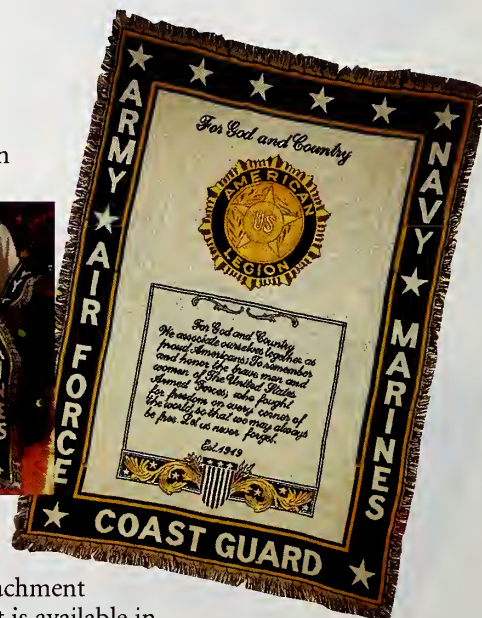 n
ARMY
AIR FORCE
NAVY
MARINES
COAST GUARD
For God and Country
AMERICAN
US
LEGION
For God and Country
We associate ourselves together as
proud Americans. To remember
and honor the brave men and
women of The United States
Armed Forces who fought
for freedom on every corner of
the world, so that we may always
be free. Let us never forget.
Est. 1919
achment
t is available in